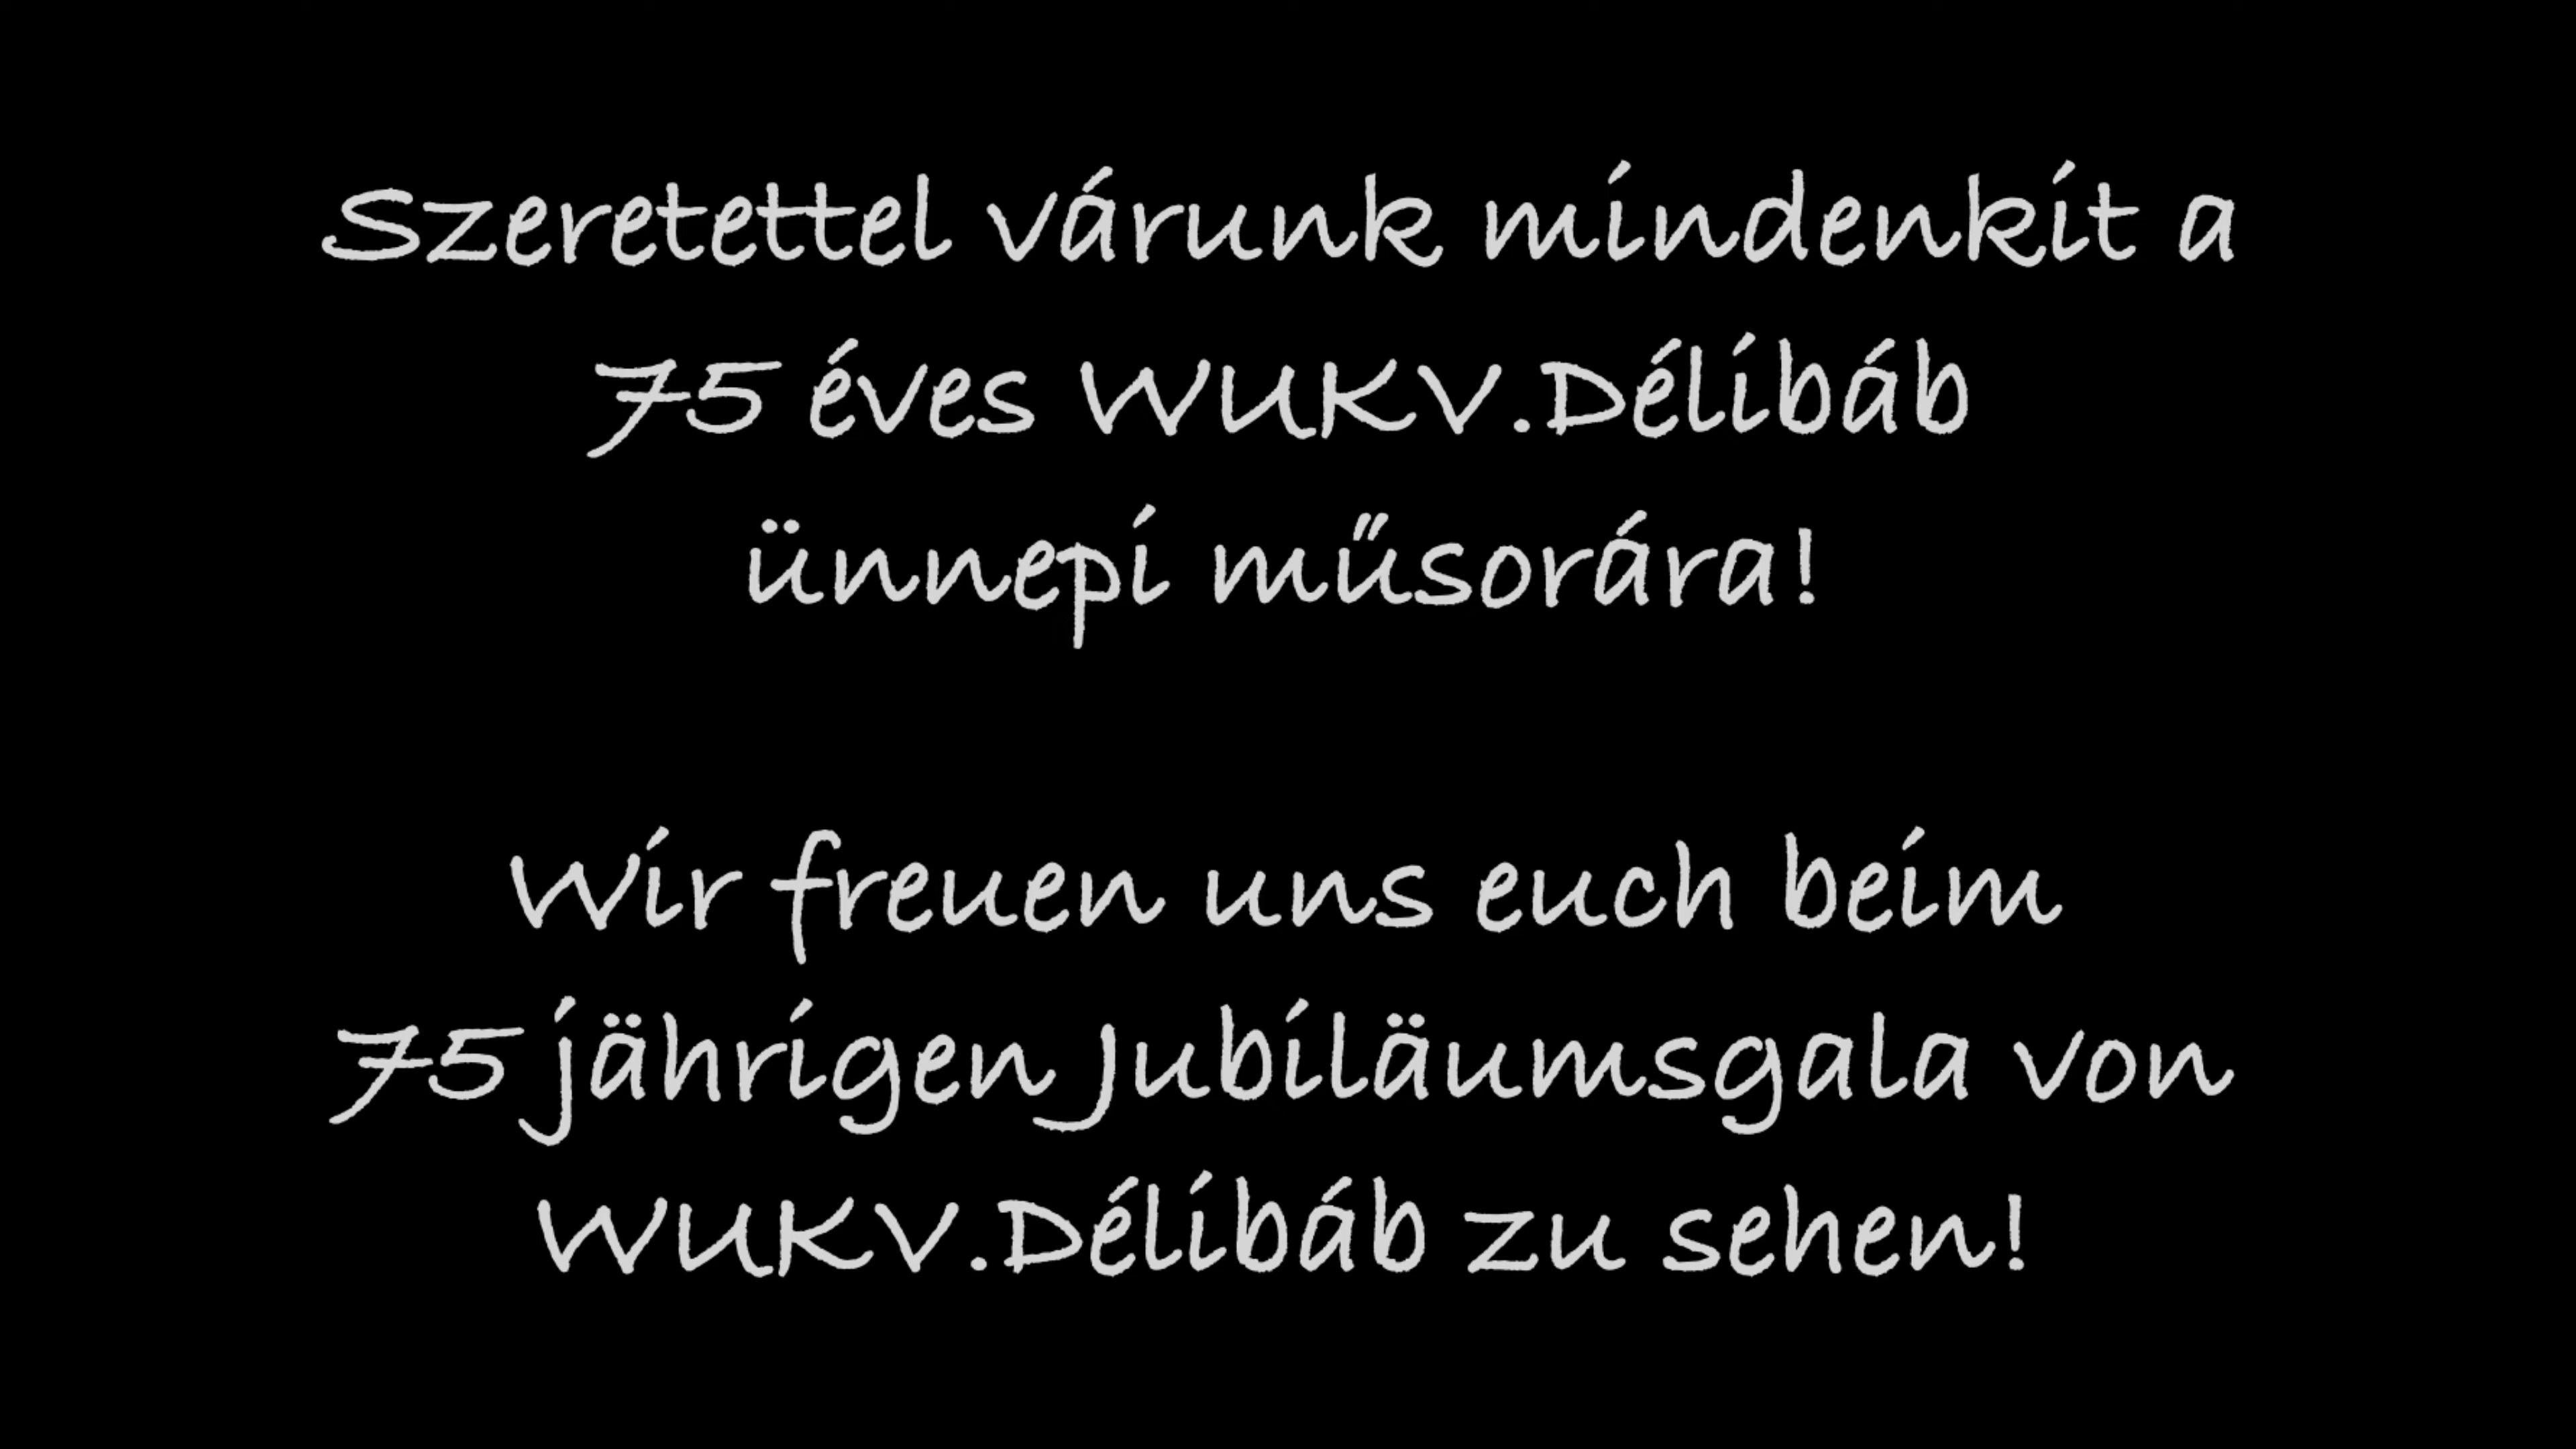 Szeretettel várunk mindenkit a
75 éves WUKV.Délibáb
ünnepi műsorára!
Wir freuen uns euch beim
75 jährigen Jubiläumsgala von
WUKV.Délibáb zu sehen!